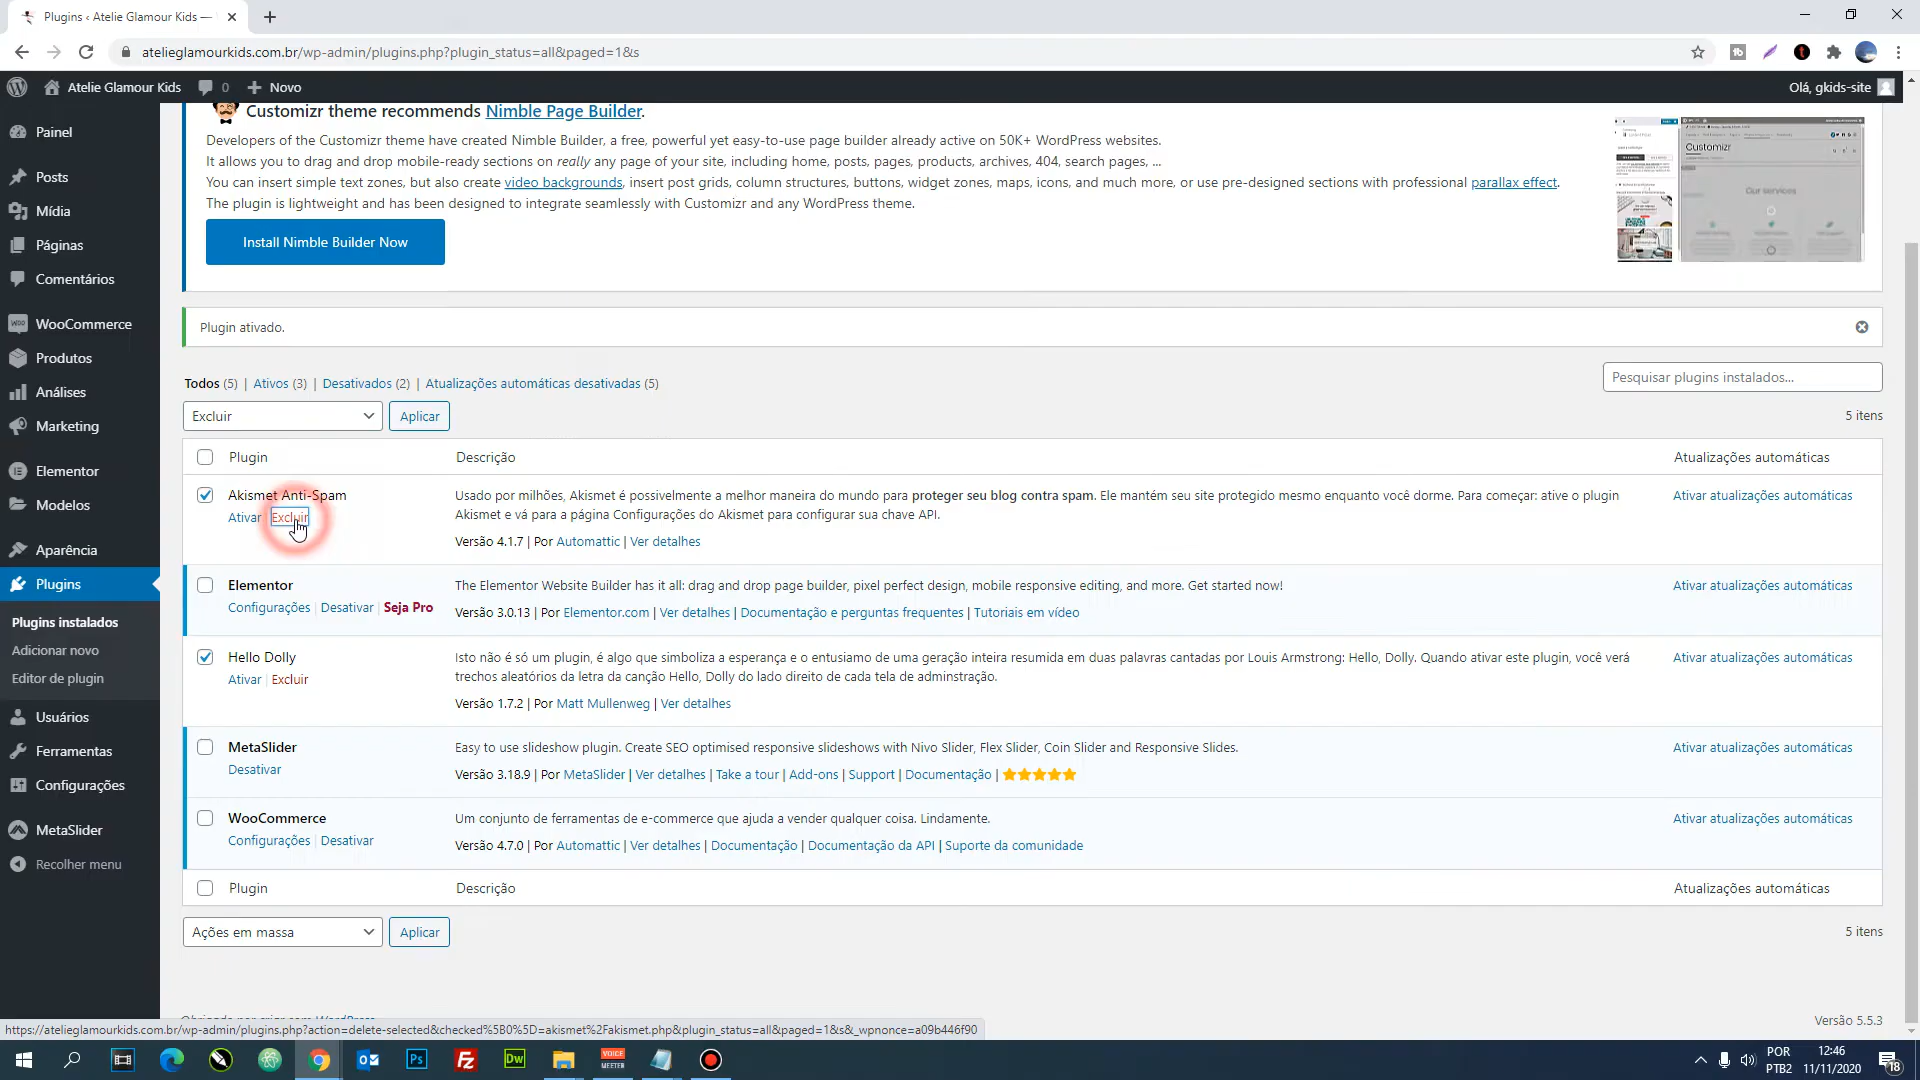 Plugins ‹ Atelie Glamour Kids —
atelieglamourkids.com.br/wp-admin/plugins.php?plugin_status=all&paged=1&s
Atelie Glamour Kids 0 Novo
Olá, gkids-site
Painel
Posts
Mídia
Páginas
Comentários
WooCommerce
Produtos
Análises
Marketing
Elementor
Modelos
Aparência
Plugins
Plugins instalados
Adicionar novo
Editor de plugin
Usuários
Ferramentas
Configurações
MetaSlider
Recolher menu
Customizr theme recommends Nimble Page Builder.
Developers of the Customizr theme have created Nimble Builder, a free, powerful yet easy-to-use page builder already active on 50K+ WordPress websites.
It allows you to drag and drop mobile-ready sections on really any page of your site, including home, posts, pages, products, archives, 404, search pages, ...
You can insert simple text zones, but also create video backgrounds, insert post grids, column structures, buttons, widget zones, maps, icons, and much more, or use pre-designed sections with professional parallax effect.
The plugin is lightweight and has been designed to integrate seamlessly with Customizr and any WordPress theme.
Install Nimble Builder Now
Customizr
Our services
Plugin ativado.
Todos (5) | Ativos (3) | Desativados (2) | Atualizações automáticas desativadas (5)
Pesquisar plugins instalados...
Excluir Aplicar
5 itens
Plugin Descrição Atualizações automáticas
Akismet Anti-Spam
Ativar | Excluir
Usado por milhões, Akismet é possivelmente a melhor maneira do mundo para proteger seu blog contra spam. Ele mantém seu site protegido mesmo enquanto você dorme. Para começar: ative o plugin
Akismet e vá para a página Configurações do Akismet para configurar sua chave API.
Versão 4.1.7 | Por Automattic | Ver detalhes
Ativar atualizações automáticas
Elementor
Configurações | Desativar | Seja Pro
The Elementor Website Builder has it all: drag and drop page builder, pixel perfect design, mobile responsive editing, and more. Get started now!
Versão 3.0.13 | Por Elementor.com | Ver detalhes | Documentação e perguntas frequentes | Tutoriais em vídeo
Ativar atualizações automáticas
Hello Dolly
Ativar | Excluir
Isto não é só um plugin, é algo que simboliza a esperança e o entusiamo de uma geração inteira resumida em duas palavras cantadas por Louis Armstrong: Hello, Dolly. Quando ativar este plugin, você verá
trechos aleatórios da letra da canção Hello, Dolly do lado direito de cada tela de adminstração.
Versão 1.7.2 | Por Matt Mullenweg | Ver detalhes
Ativar atualizações automáticas
MetaSlider
Desativar
Easy to use slideshow plugin. Create SEO optimised responsive slideshows with Nivo Slider, Flex Slider, Coin Slider and Responsive Slides.
Versão 3.18.9 | Por MetaSlider | Ver detalhes | Take a tour | Add-ons | Support | Documentação |
Ativar atualizações automáticas
WooCommerce
Configurações | Desativar
Um conjunto de ferramentas de e-commerce que ajuda a vender qualquer coisa. Lindamente.
Versão 4.7.0 | Por Automattic | Ver detalhes | Documentação | Documentação da API | Suporte da comunidade
Ativar atualizações automáticas
Plugin Descrição Atualizações automáticas
Ações em massa Aplicar
5 itens
Obrigado por criar com WordPress.
Versão 5.5.3
https://atelieglamourkids.com.br/wp-admin/plugins.php?action=delete-selected&checked%5B0%5D=akismet%2Fakismet.php&plugin_status=all&paged=1&s&_wpnonce=a09b446f90
VOICE
MEETER
POR
PTB2
12:46
11/11/2020
18